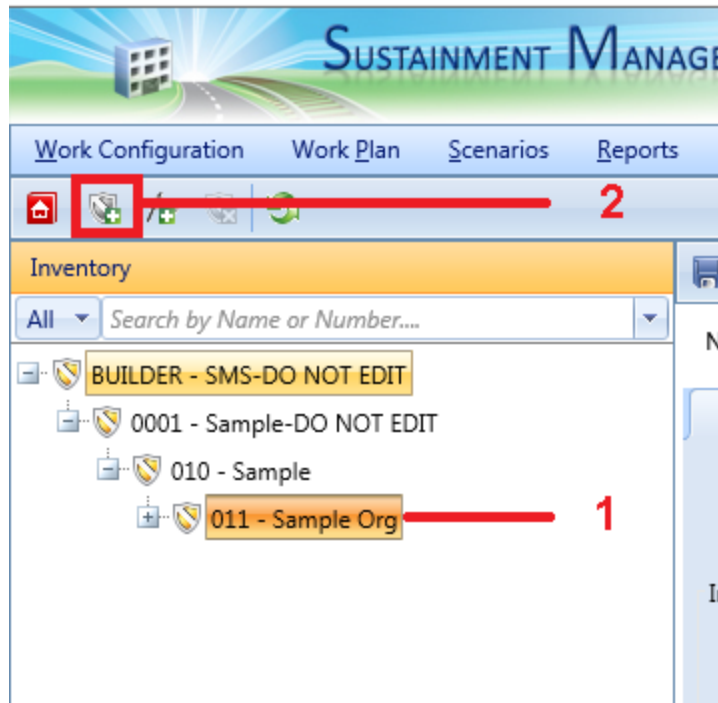 SUSTAINMENT MANAGE
Work Configuration Work Plan Scenarios Reports
2
Inventory
All Search by Name or Number....
N
BUILDER - SMS-DO NOT EDIT
0001 - Sample-DO NOT EDIT
010 - Sample
011 - Sample Org 1